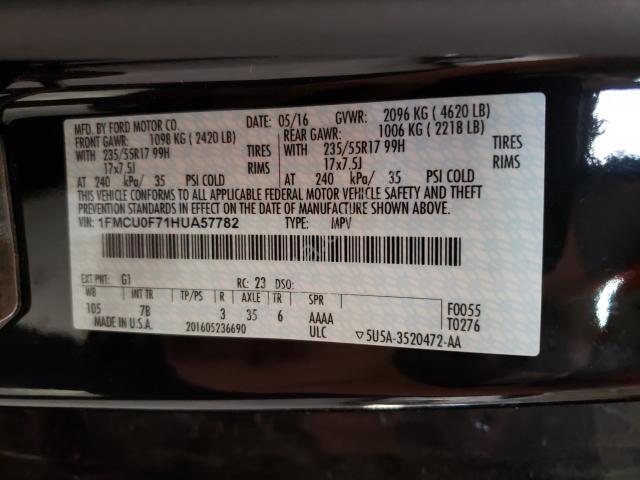 MFD. BY FORD MOTOR CO.
DATE: 05/16 GVWR: 2096 KG ( 4620 LB)
FRONT GAWR: 1098 KG ( 2420 LB) REAR GAWR: 1006 KG ( 2218 LB)
WITH 235/55R17 99H TIRES WITH 235/55R17 99H TIRES
17x7.5J RIMS 17x7.5J RIMS
AT 240 kPa/ 35 PSI COLD AT 240 kPa/ 35 PSI COLD
THIS VEHICLE CONFORMS TO ALL APPLICABLE FEDERAL MOTOR VEHICLE SAFETY AND THEFT
PREVENTION STANDARDS IN EFFECT ON THE DATE OF MANUFACTURE SHOWN ABOVE.
VIN: 1FMCU0F71HUA57782 TYPE: MPV
EXT PNT: G1 RC: 23 DSO:
WB INT TR TP/PS R AXLE TR SPR F0055
105 7B 3 35 6 AAAA T0276
MADE IN U.S.A. 201605236690 ULC ▽5U5A-3520472-AA